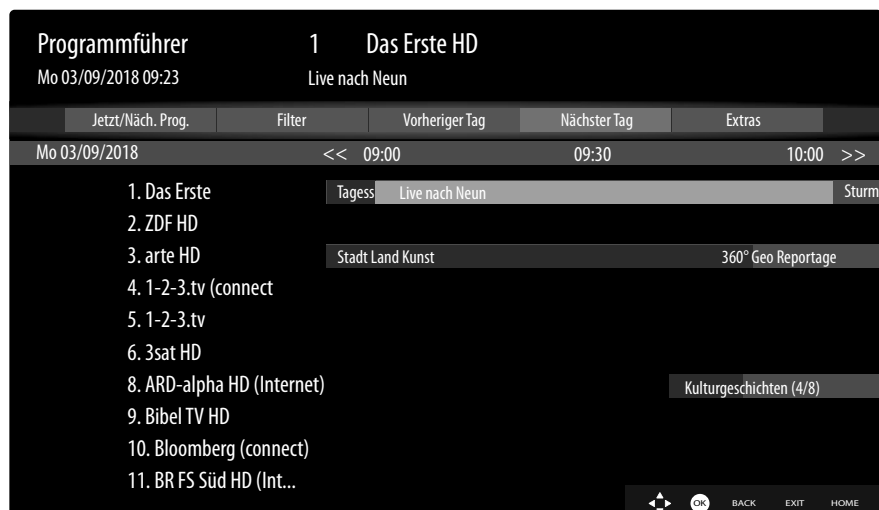 Programmführer 1 Das Erste HD
Mo 03/09/2018 09:23 Live nach Neun
Jetzt/Näch. Prog. Filter Vorheriger Tag Nächster Tag Extras
Mo 03/09/2018 << 09:00 09:30 10:00 >>
1. Das Erste Tagess Live nach Neun Sturm
2. ZDF HD
3. arte HD Stadt Land Kunst 360° Geo Reportage
4. 1-2-3.tv (connect
5. 1-2-3.tv
6. 3sat HD
8. ARD-alpha HD (Internet) Kulturgeschichten (4/8)
9. Bibel TV HD
10. Bloomberg (connect)
11. BR FS Süd HD (Int...
OK BACK EXIT HOME